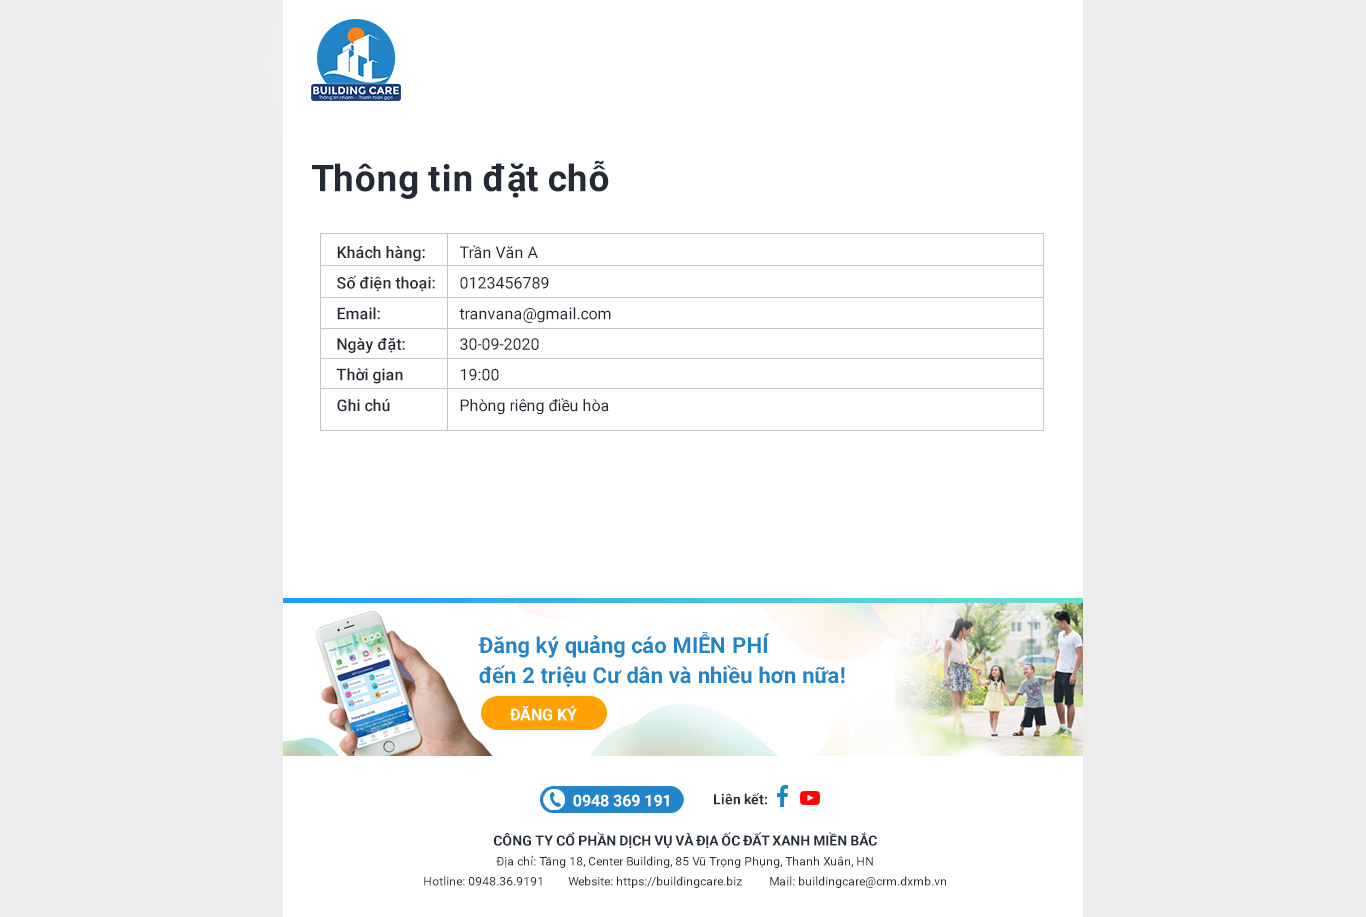 BUILDING CARE
Thông tin nhanh - Thanh toán gọn
Thông tin đặt chỗ
Khách hàng: Trần Văn A
Số điện thoại: 0123456789
Email: tranvana@gmail.com
Ngày đặt: 30-09-2020
Thời gian 19:00
Ghi chú Phòng riêng điều hòa
Đăng ký quảng cáo MIỄN PHÍ
đến 2 triệu Cư dân và nhiều hơn nữa!
ĐĂNG KÝ
0948 369 191 Liên kết:
CÔNG TY CỔ PHẦN DỊCH VỤ VÀ ĐỊA ỐC ĐẤT XANH MIỀN BẮC
Địa chỉ: Tầng 18, Center Building, 85 Vũ Trọng Phụng, Thanh Xuân, HN
Hotline: 0948.36.9191 Website: https://buildingcare.biz Mail: buildingcare@crm.dxmb.vn